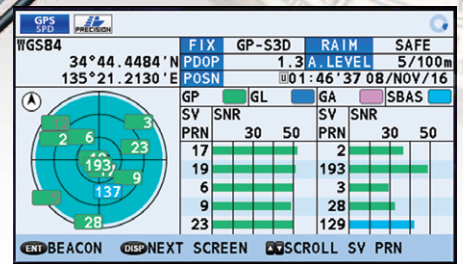 GPS
SPD
PRECISION
WGS84
34°44.4484'N
135°21.2130'E
FIX GP-S3D RAIM SAFE
PDOP 1.3 A.LEVEL 5/100m
POSN U01:46'37 08/NOV/16
GP GL GA SBAS
SV SNR SV SNR
PRN 30 50 PRN 30 50
17 2
19 193
6 3
9 28
23 129
3
2 6
23
193
9
137
28
ENT BEACON DISP NEXT SCREEN SCROLL SV PRN